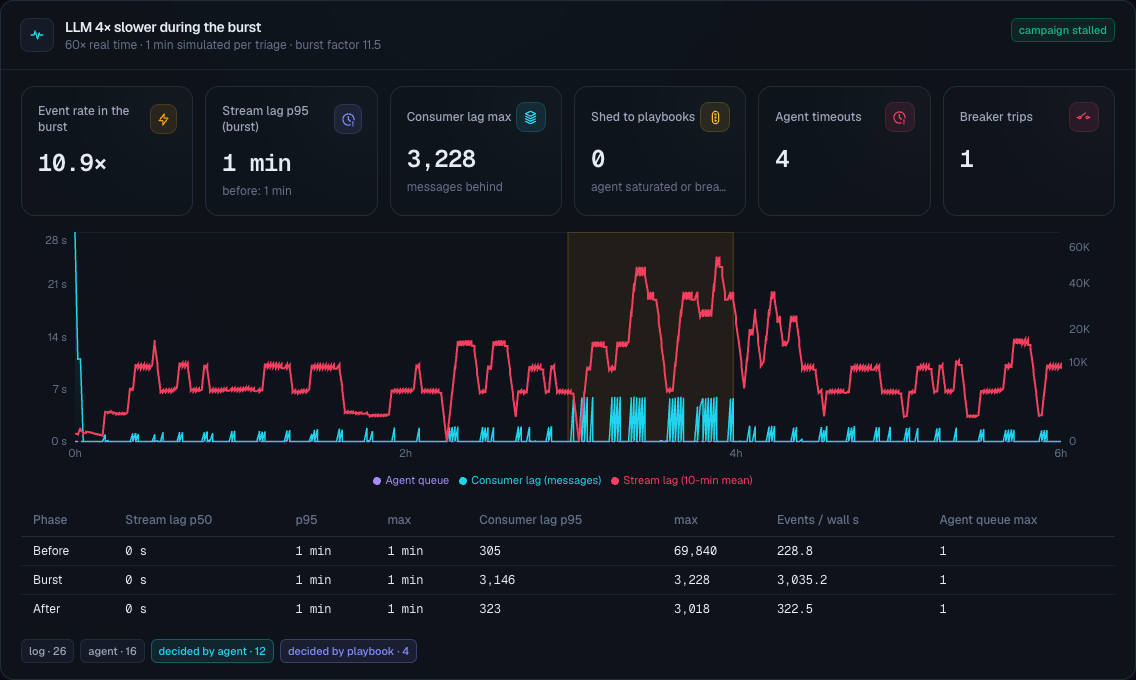 LLM 4× slower during the burst
60× real time · 1 min simulated per triage · burst factor 11.5
campaign stalled
Event rate in the
burst
10.9×
Stream lag p95
(burst)
1 min
before: 1 min
Consumer lag max
3,228
messages behind
Shed to playbooks
0
agent saturated or brea…
Agent timeouts
4
Breaker trips
1
28 s
21 s
14 s
7 s
0 s
60K
40K
20K
10K
0
0h
2h
4h
6h
Agent queue
Consumer lag (messages)
Stream lag (10-min mean)
Phase Stream lag p50 p95 max Consumer lag p95 max Events / wall s Agent queue max
Before 0 s 1 min 1 min 305 69,840 228.8 1
Burst 0 s 1 min 1 min 3,146 3,228 3,035.2 1
After 0 s 1 min 1 min 323 3,018 322.5 1
log · 26
agent · 16
decided by agent · 12
decided by playbook · 4